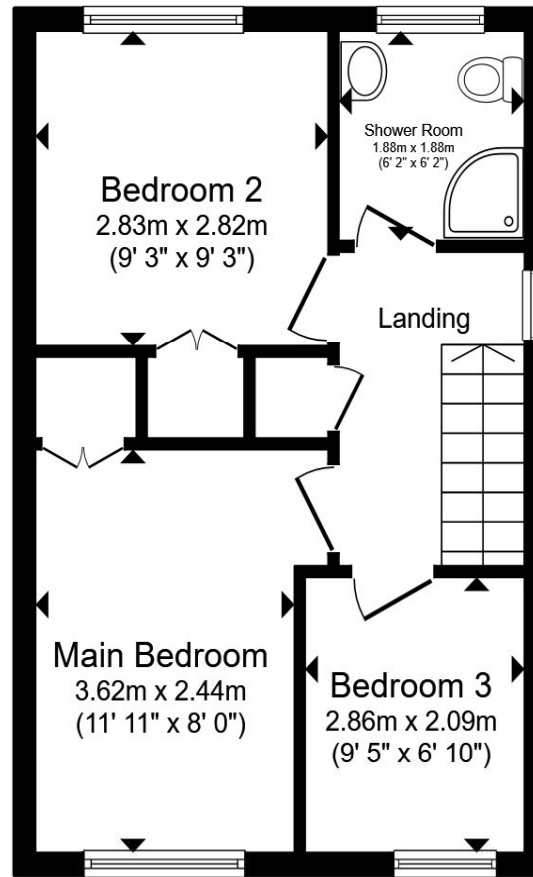 Bedroom 2
2.83m x 2.82m
(9' 3" x 9' 3")
Shower Room
1.88m x 1.88m
(6' 2" x 6' 2")
Landing
Main Bedroom
3.62m x 2.44m
(11' 11" x 8' 0")
Bedroom 3
2.86m x 2.09m
(9' 5" x 6' 10")